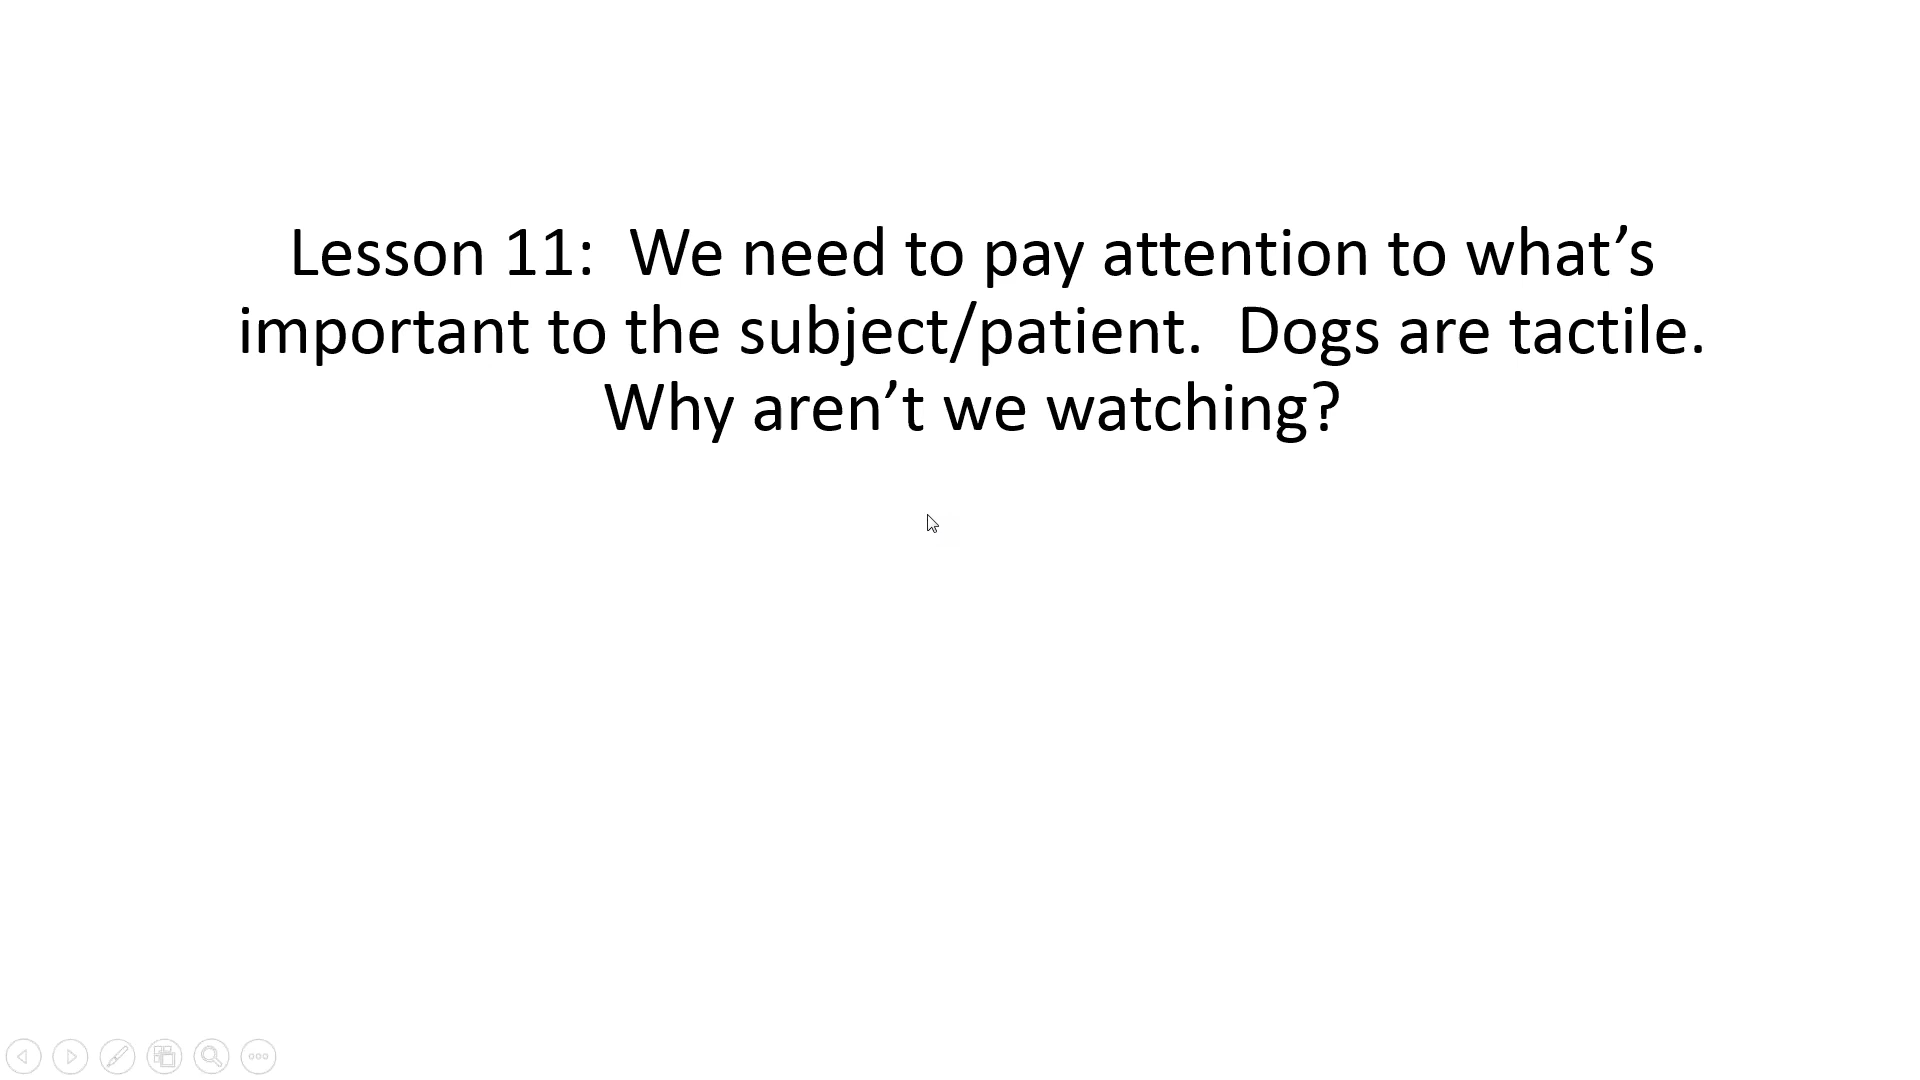 Lesson 11:  We need to pay attention to what’s
important to the subject/patient.  Dogs are tactile.
Why aren’t we watching?